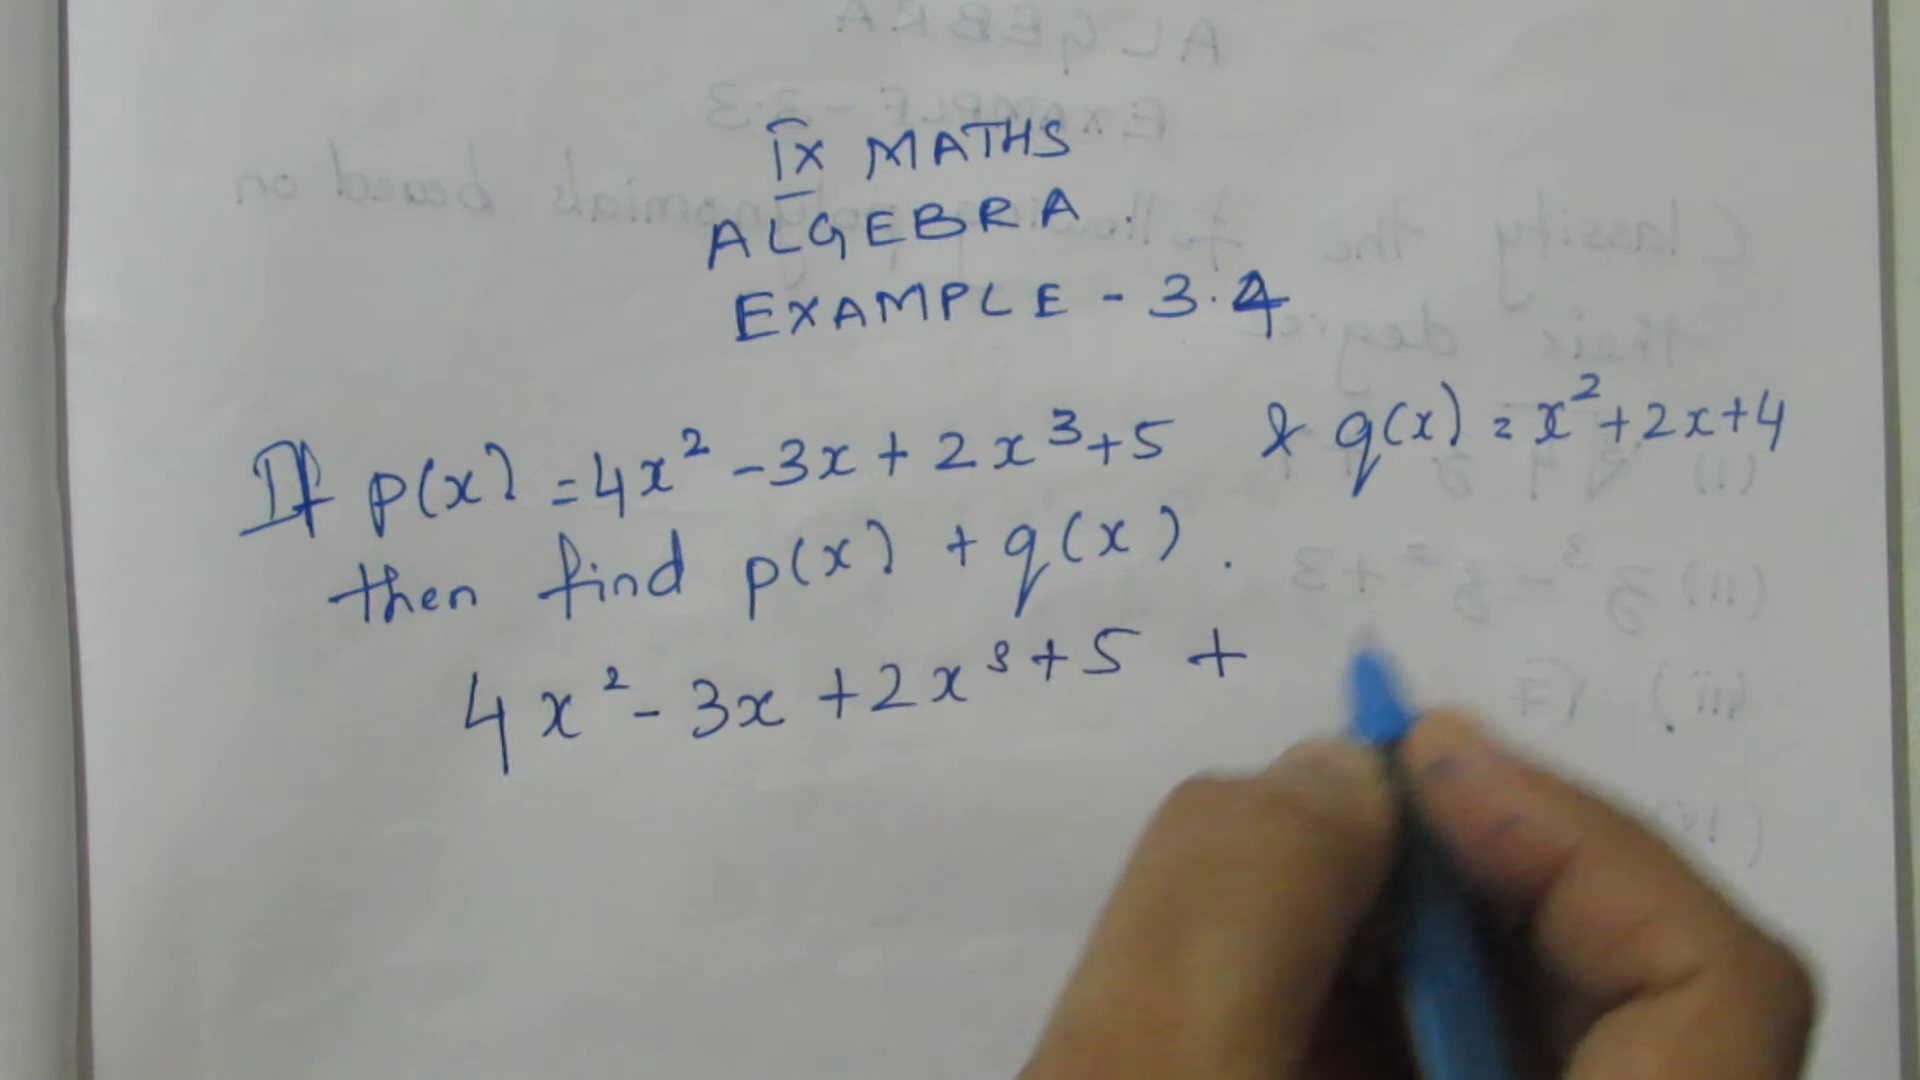 IX MATHS
ALGEBRA.
EXAMPLE - 3.4
If p(x) = 4x² - 3x + 2x³ + 5 & q(x) = x² + 2x + 4
then find p(x) + q(x).
4x² - 3x + 2x³ + 5 +